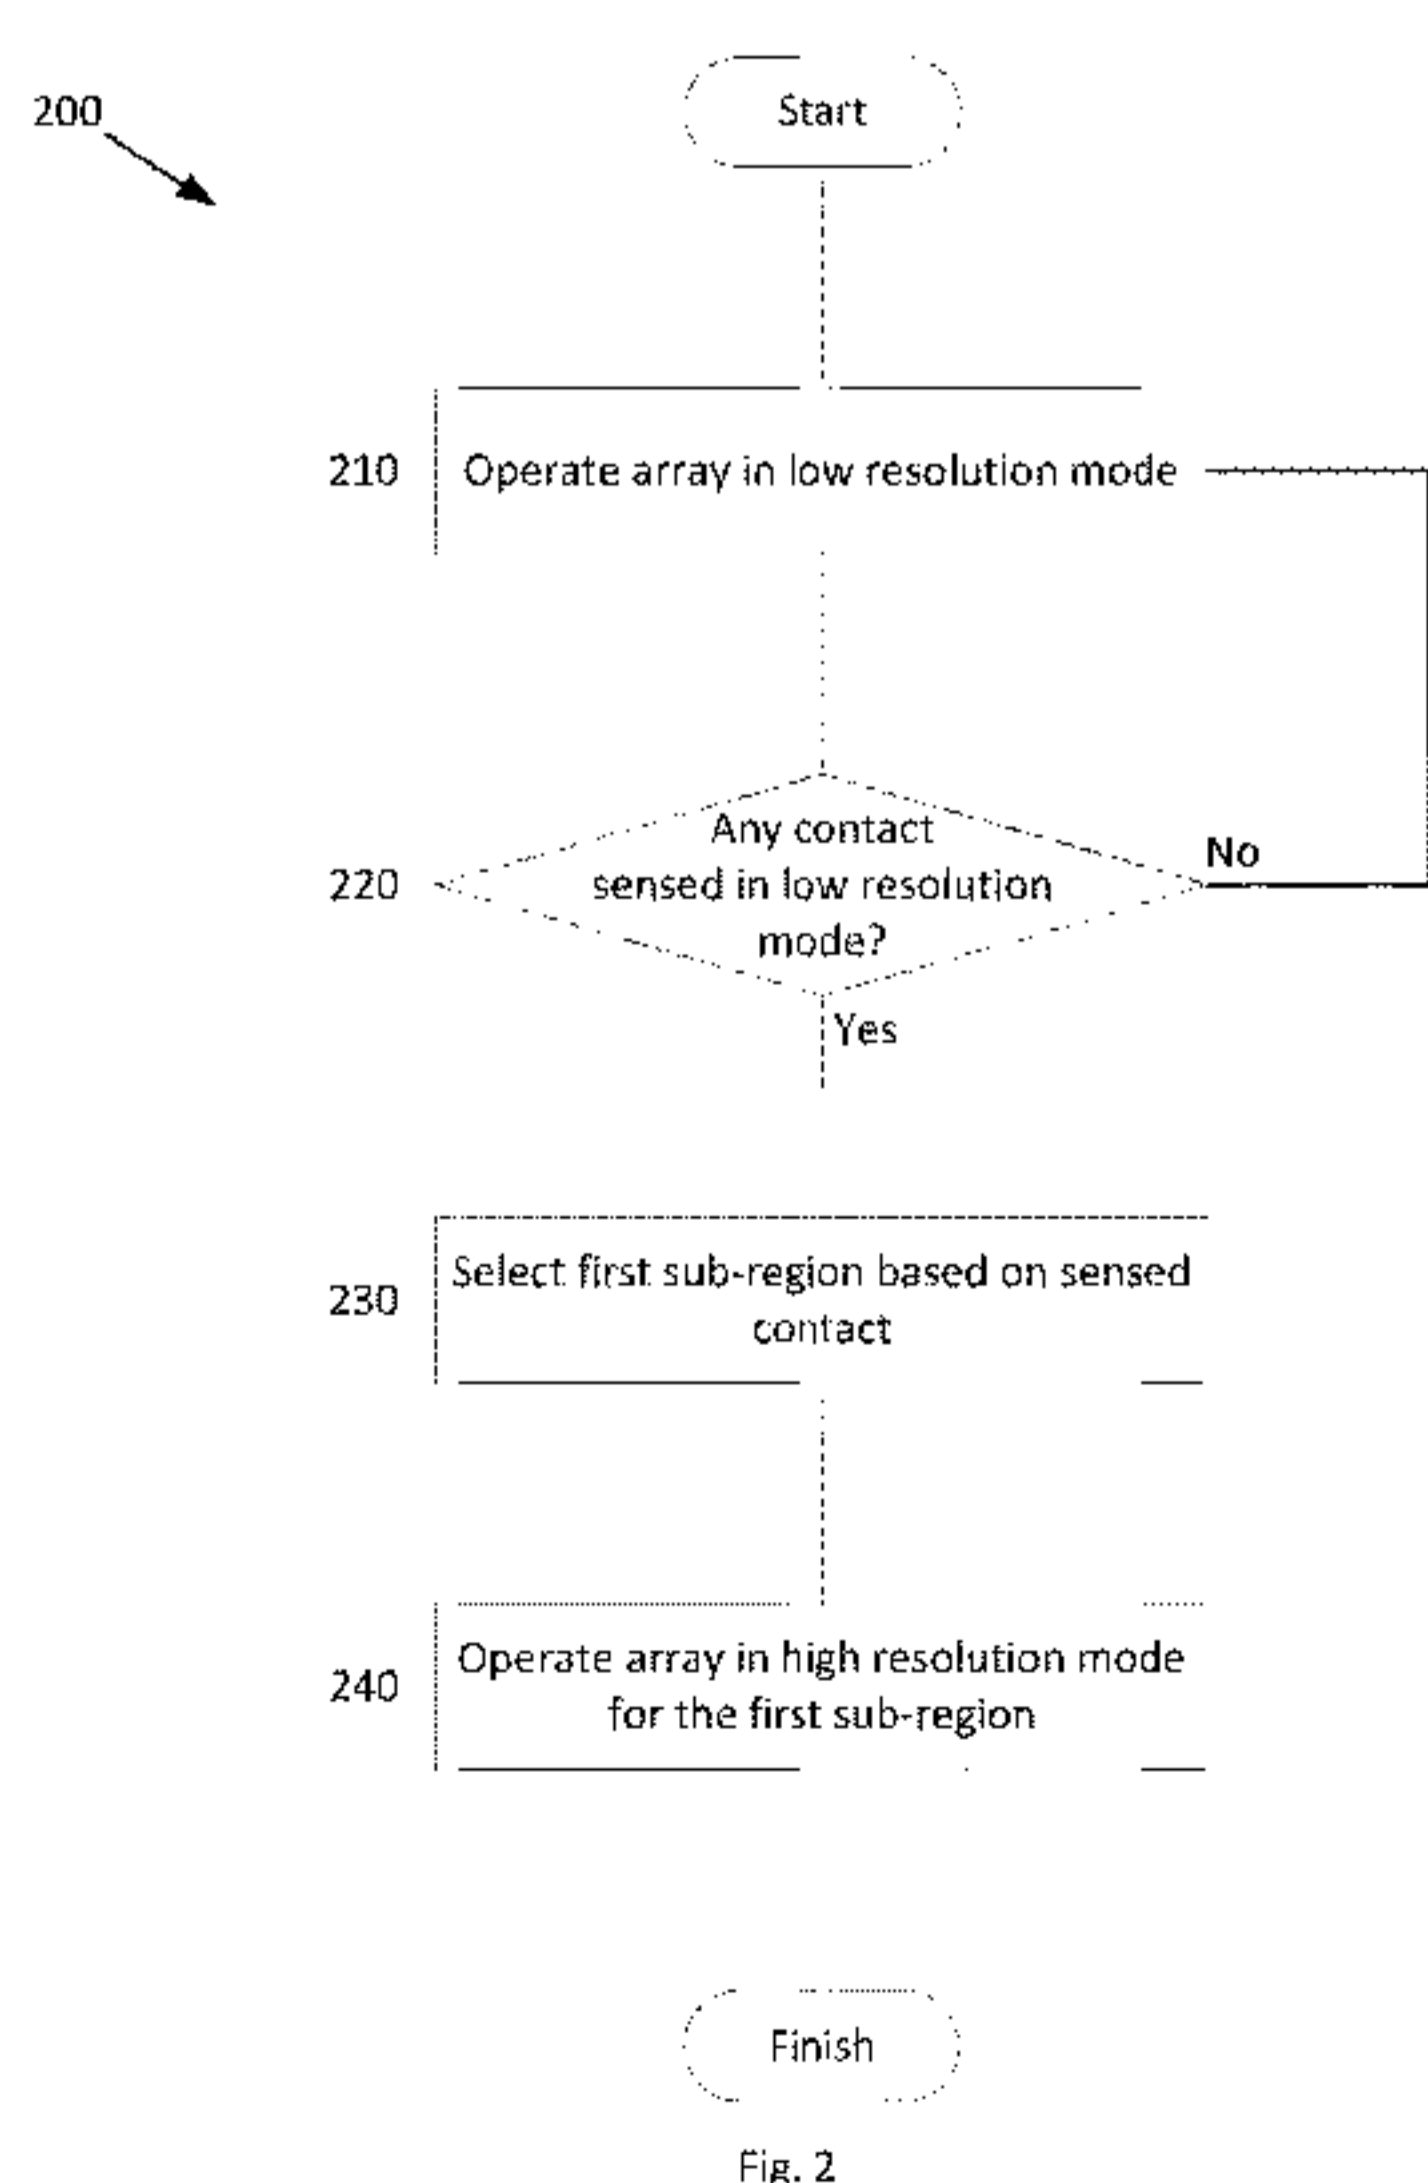 200
Start
210
Operate array in low resolution mode
220
Any contact
sensed in low resolution
mode?
No
Yes
230
Select first sub-region based on sensed
contact
240
Operate array in high resolution mode
for the first sub-region
Finish
Fig. 2